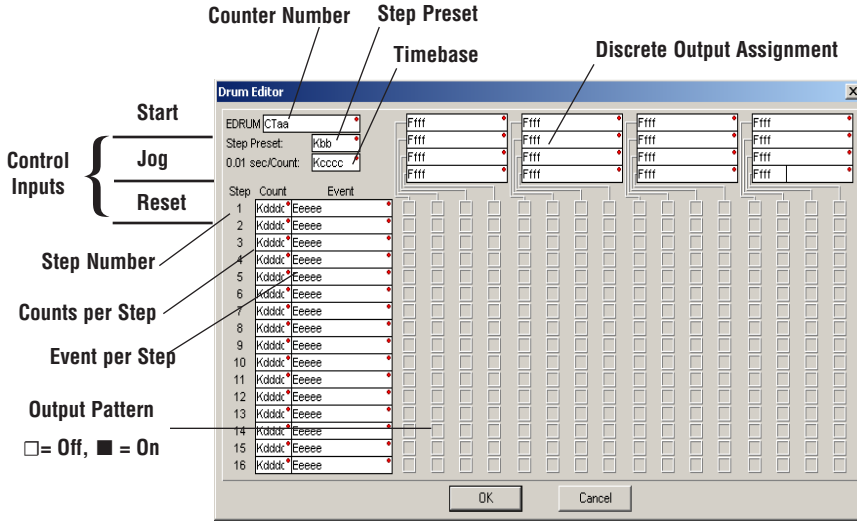 Counter Number
Step Preset
Timebase
Discrete Output Assignment
Drum Editor
X
Start
Jog
Reset
Control
Inputs
EDRUM CTaa
Step Preset: Kbb
0.01 sec/Count: Kcccc
Ffff Ffff Ffff Ffff
Ffff Ffff Ffff Ffff
Ffff Ffff Ffff Ffff
Ffff Ffff Ffff Ffff
Step Count Event
1 Kdddc Eeeee
2 Kdddc Eeeee
3 Kdddc Eeeee
4 Kdddc Eeeee
5 Kdddc Eeeee
6 Kdddc Eeeee
7 Kdddc Eeeee
8 Kdddc Eeeee
9 Kdddc Eeeee
10 Kdddc Eeeee
11 Kdddc Eeeee
12 Kdddc Eeeee
13 Kdddc Eeeee
14 Kdddc Eeeee
15 Kdddc Eeeee
16 Kdddc Eeeee
Step Number
Counts per Step
Event per Step
Output Pattern
□= Off, ■ = On
OK
Cancel